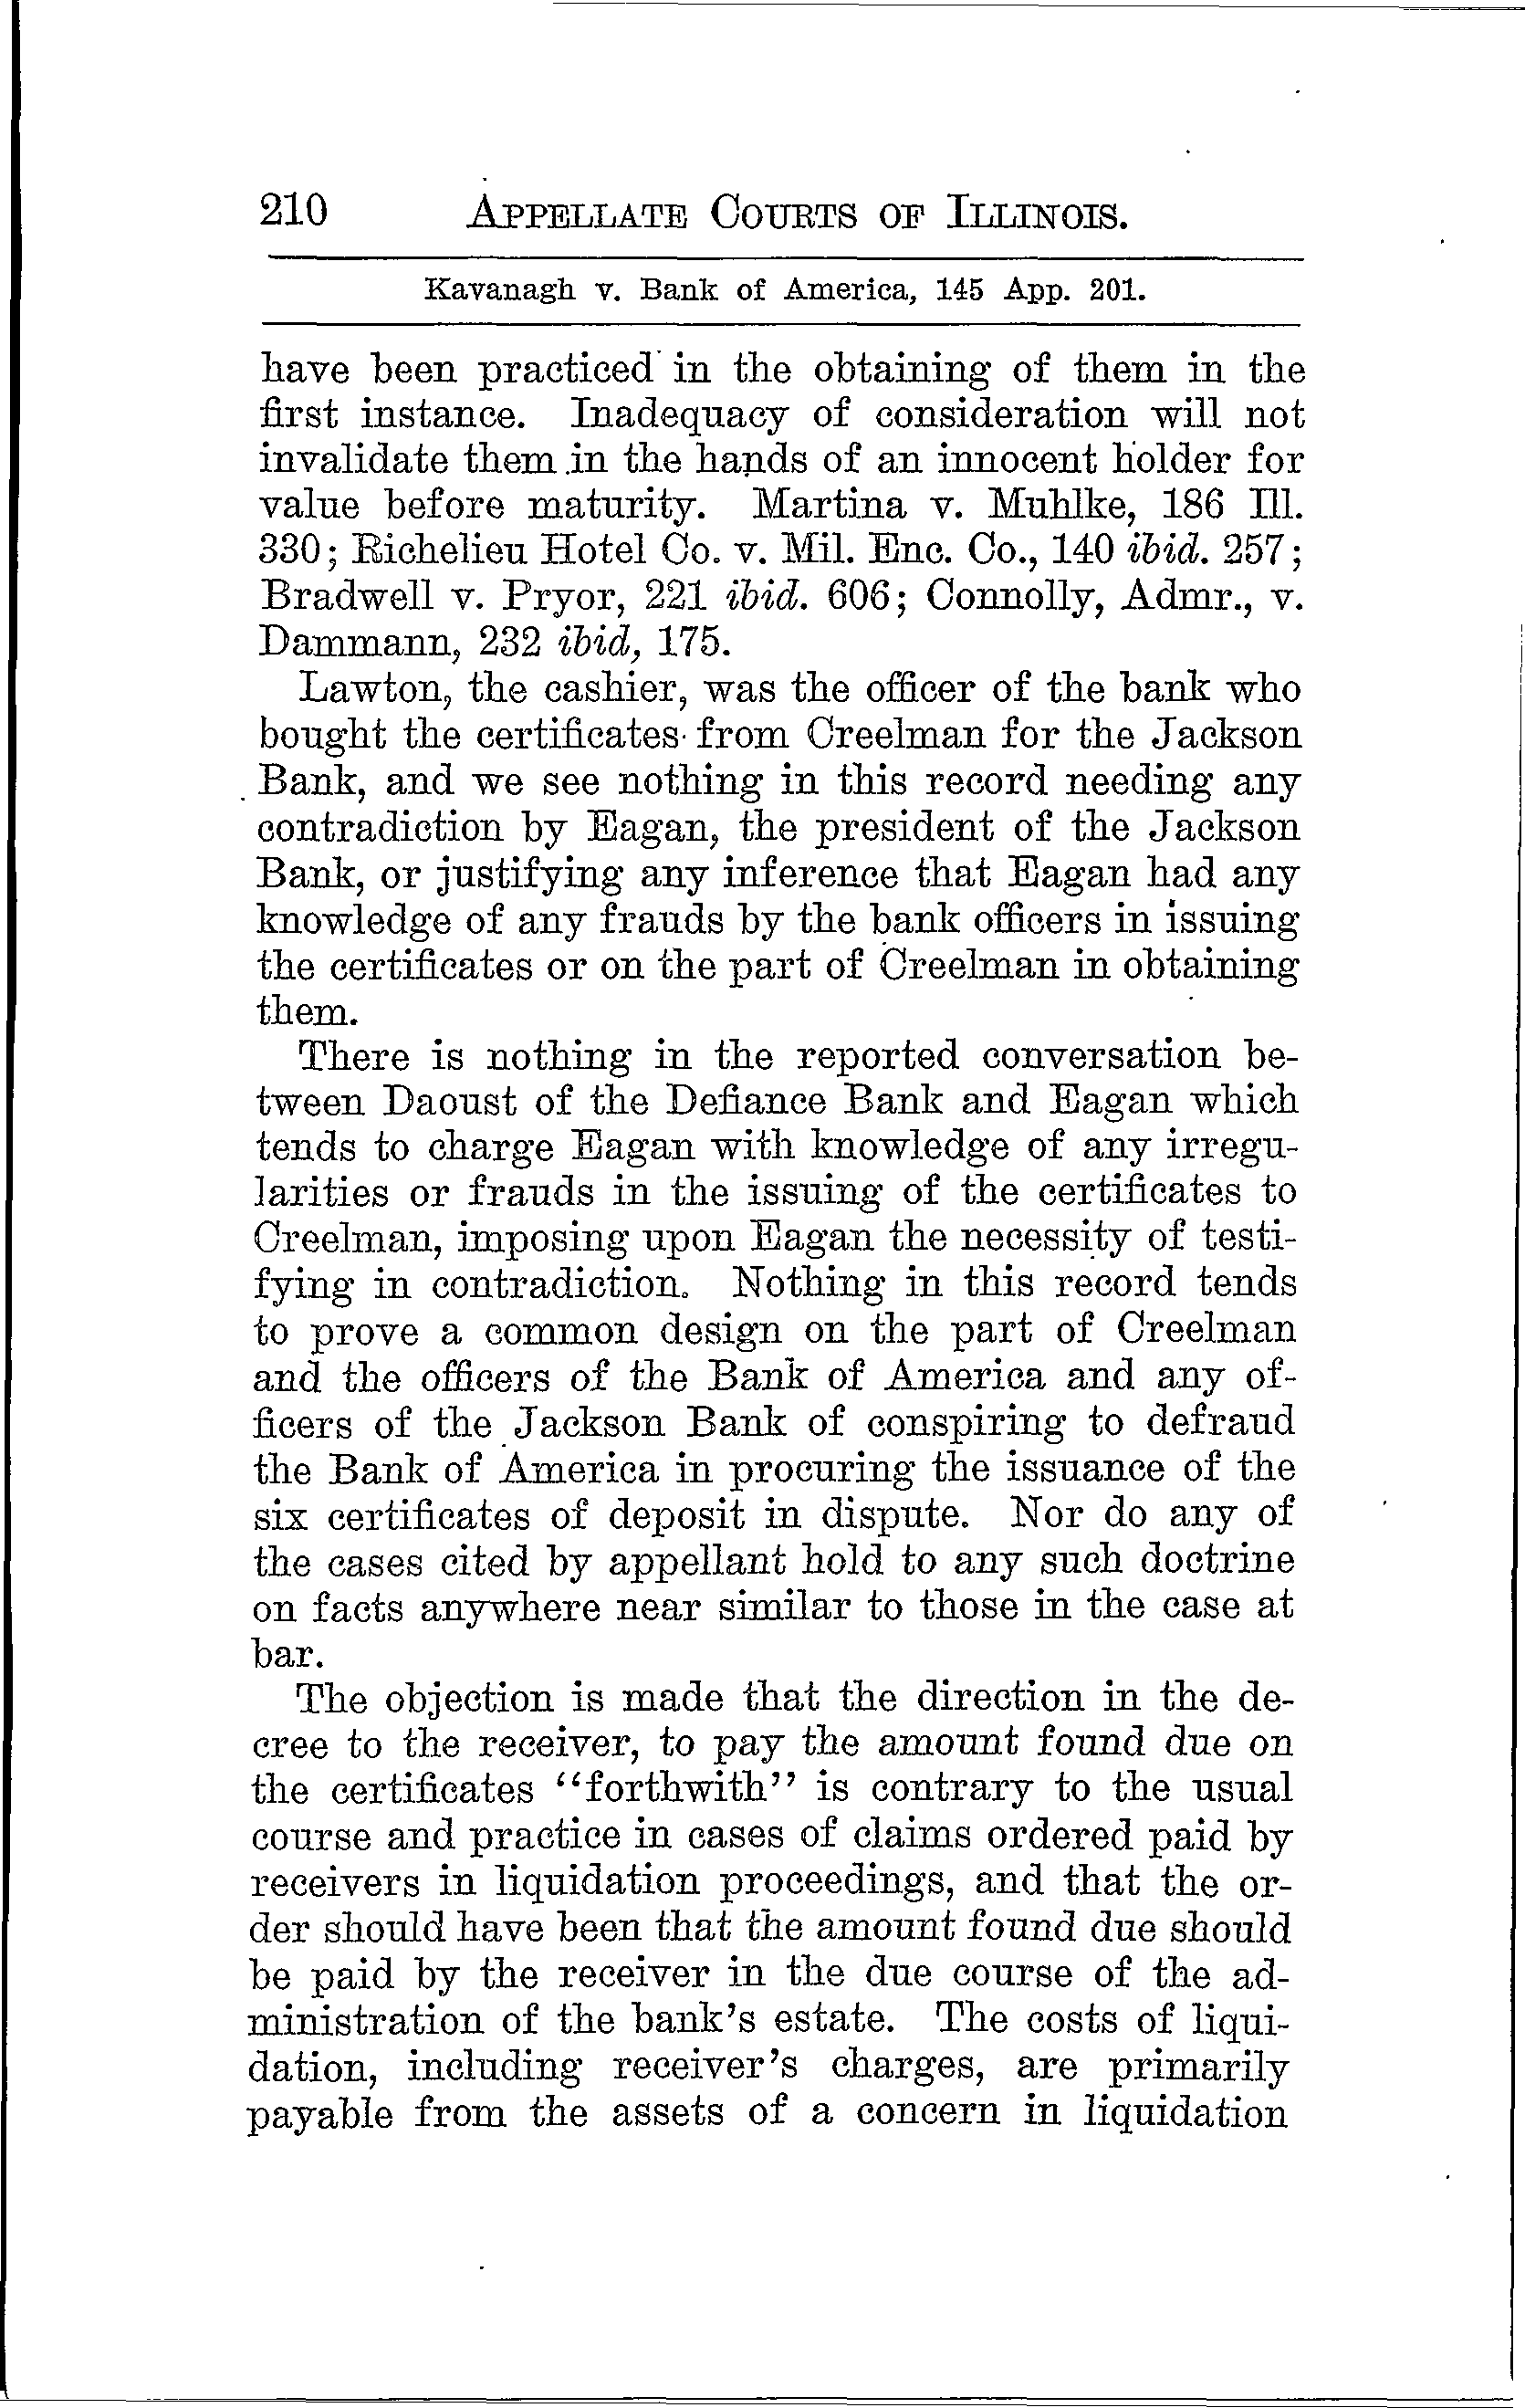 210 APPELLATE COURTS OF ILLINOIS.
Kavanagh v. Bank of America, 145 App. 201.
have been practiced in the obtaining of them in the
first instance. Inadequacy of consideration will not
invalidate them in the hands of an innocent holder for
value before maturity. Martina v. Muhlke, 186 Ill.
330; Richelieu Hotel Co. v. Mil. Enc. Co., 140 ibid. 257;
Bradwell v. Pryor, 221 ibid. 606; Connolly, Admr., v.
Dammann, 232 ibid, 175.
Lawton, the cashier, was the officer of the bank who
bought the certificates from Creelman for the Jackson
Bank, and we see nothing in this record needing any
contradiction by Eagan, the president of the Jackson
Bank, or justifying any inference that Eagan had any
knowledge of any frauds by the bank officers in issuing
the certificates or on the part of Creelman in obtaining
them.
There is nothing in the reported conversation be-
tween Daoust of the Defiance Bank and Eagan which
tends to charge Eagan with knowledge of any irregu-
larities or frauds in the issuing of the certificates to
Creelman, imposing upon Eagan the necessity of testi-
fying in contradiction. Nothing in this record tends
to prove a common design on the part of Creelman
and the officers of the Bank of America and any of-
ficers of the Jackson Bank of conspiring to defraud
the Bank of America in procuring the issuance of the
six certificates of deposit in dispute. Nor do any of
the cases cited by appellant hold to any such doctrine
on facts anywhere near similar to those in the case at
bar.
The objection is made that the direction in the de-
cree to the receiver, to pay the amount found due on
the certificates "forthwith" is contrary to the usual
course and practice in cases of claims ordered paid by
receivers in liquidation proceedings, and that the or-
der should have been that the amount found due should
be paid by the receiver in the due course of the ad-
ministration of the bank's estate. The costs of liqui-
dation, including receiver's charges, are primarily
payable from the assets of a concern in liquidation